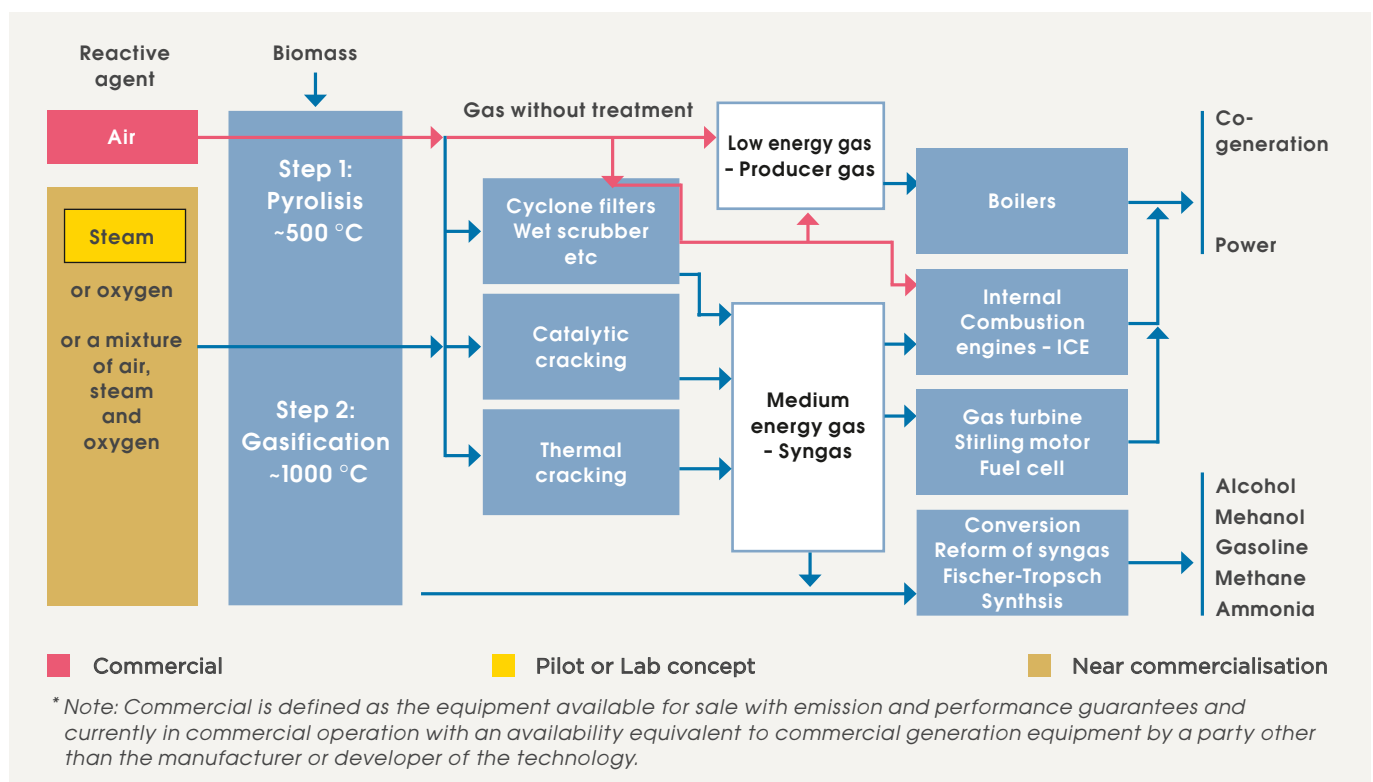 Reactive
agent
Biomass
Air
Steam
or oxygen
or a mixture
of air,
steam
and
oxygen
Step 1:
Pyrolisis
~500 °C
Step 2:
Gasification
~1000 °C
Gas without treatment
Cyclone filters
Wet scrubber
etc
Catalytic
cracking
Thermal
cracking
Low energy gas
– Producer gas
Medium
energy gas
– Syngas
Boilers
Internal
Combustion
engines – ICE
Gas turbine
Stirling motor
Fuel cell
Conversion
Reform of syngas
Fischer-Tropsch
Synthsis
Co-
generation
Power
Alcohol
Mehanol
Gasoline
Methane
Ammonia
Commercial
Pilot or Lab concept
Near commercialisation
* Note: Commercial is defined as the equipment available for sale with emission and performance guarantees and
currently in commercial operation with an availability equivalent to commercial generation equipment by a party other
than the manufacturer or developer of the technology.